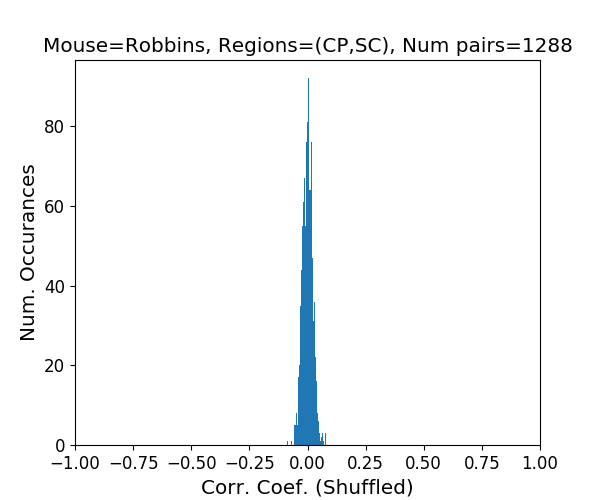 Mouse=Robbins, Regions=(CP,SC), Num pairs=1288
Num. Occurances
80
60
40
20
0
−1.00 −0.75 −0.50 −0.25 0.00 0.25 0.50 0.75 1.00
Corr. Coef. (Shuffled)